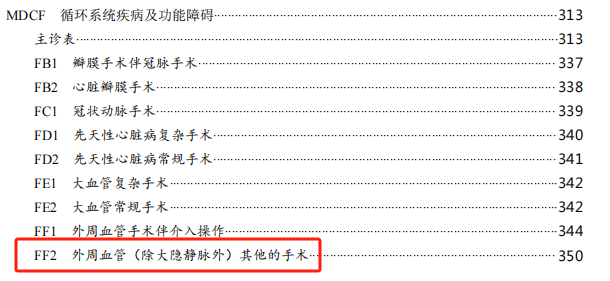 MDCF 循环系统疾病及功能障碍 313
主诊表 313
FB1 瓣膜手术伴冠脉手术 337
FB2 心脏瓣膜手术 338
FC1 冠状动脉手术 339
FD1 先天性心脏病复杂手术 340
FD2 先天性心脏病常规手术 341
FE1 大血管复杂手术 342
FE2 大血管常规手术 342
FF1 外周血管手术伴介入操作 344
FF2 外周血管（除大隐静脉外）其他的手术 350